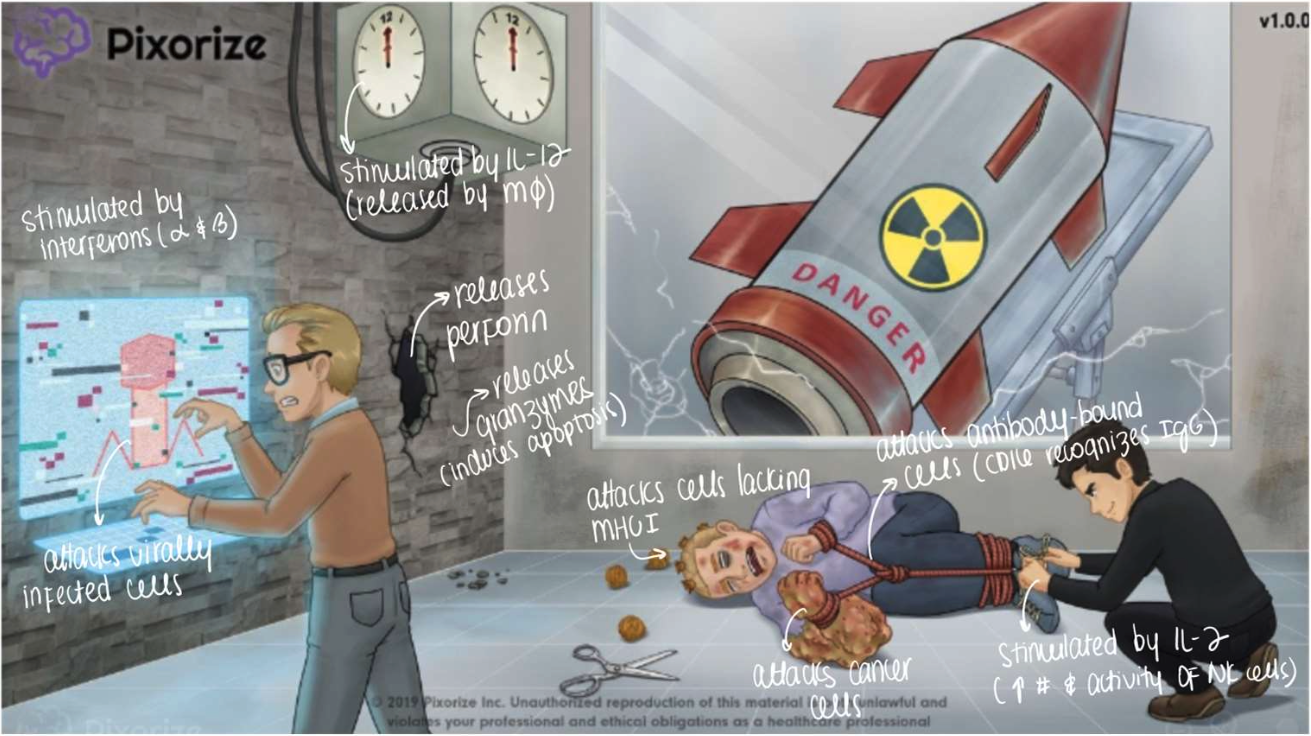 Pixorize
v1.0.0
12
12
stimulated by IL-12
(released by mφ)
stimulated by
interferons (α & β)
releases
perforin
releases
granzymes
(induces apoptosis)
DANGER
attacks antibody-bound
cells (CD16 recognizes IgG)
attacks cells lacking
MHC I
attacks virally
infected cells
attacks cancer
cells
stimulated by IL-2
(↑ # & activity OF NK cells)
© 2019 Pixorize Inc. Unauthorized reproduction of this material unlawful and
violates your professional and ethical obligations as a healthcare professional
Pixorize